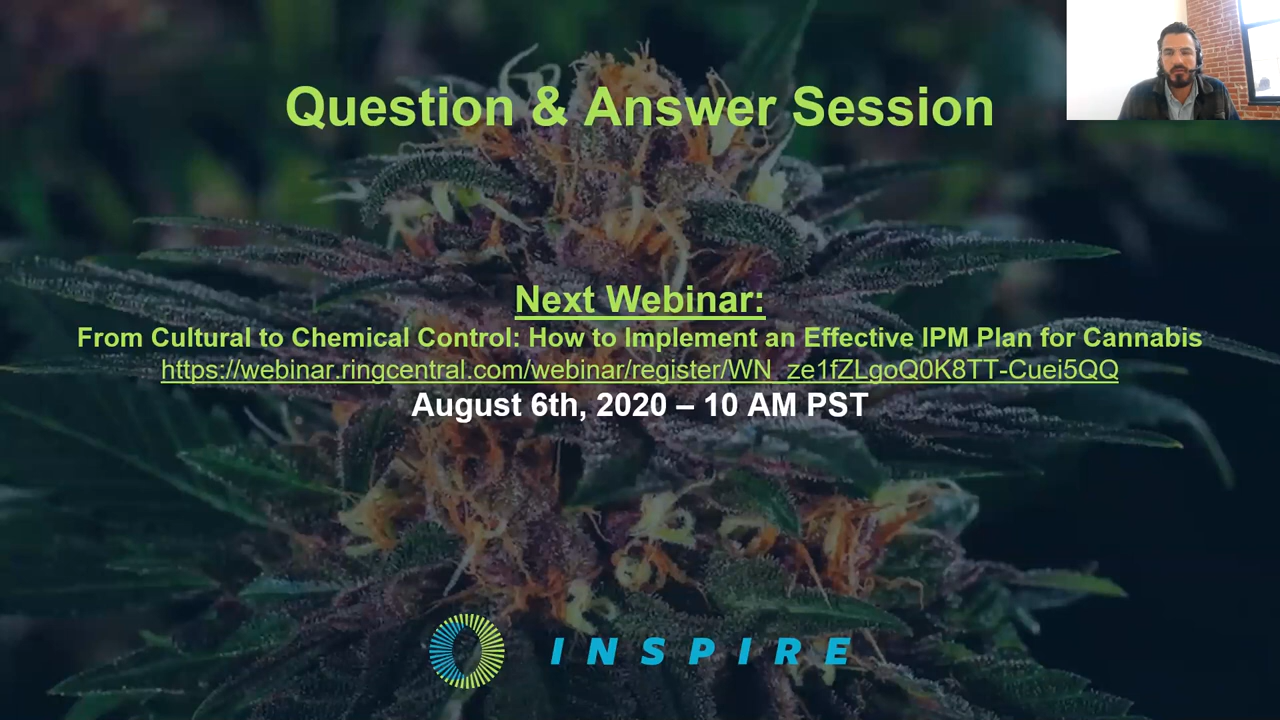 Question & Answer Session
Next Webinar:
From Cultural to Chemical Control: How to Implement an Effective IPM Plan for Cannabis
https://webinar.ringcentral.com/webinar/register/WN_ze1fZLgoQ0K8TT-Cuei5QQ
August 6th, 2020 – 10 AM PST
INSPIRE